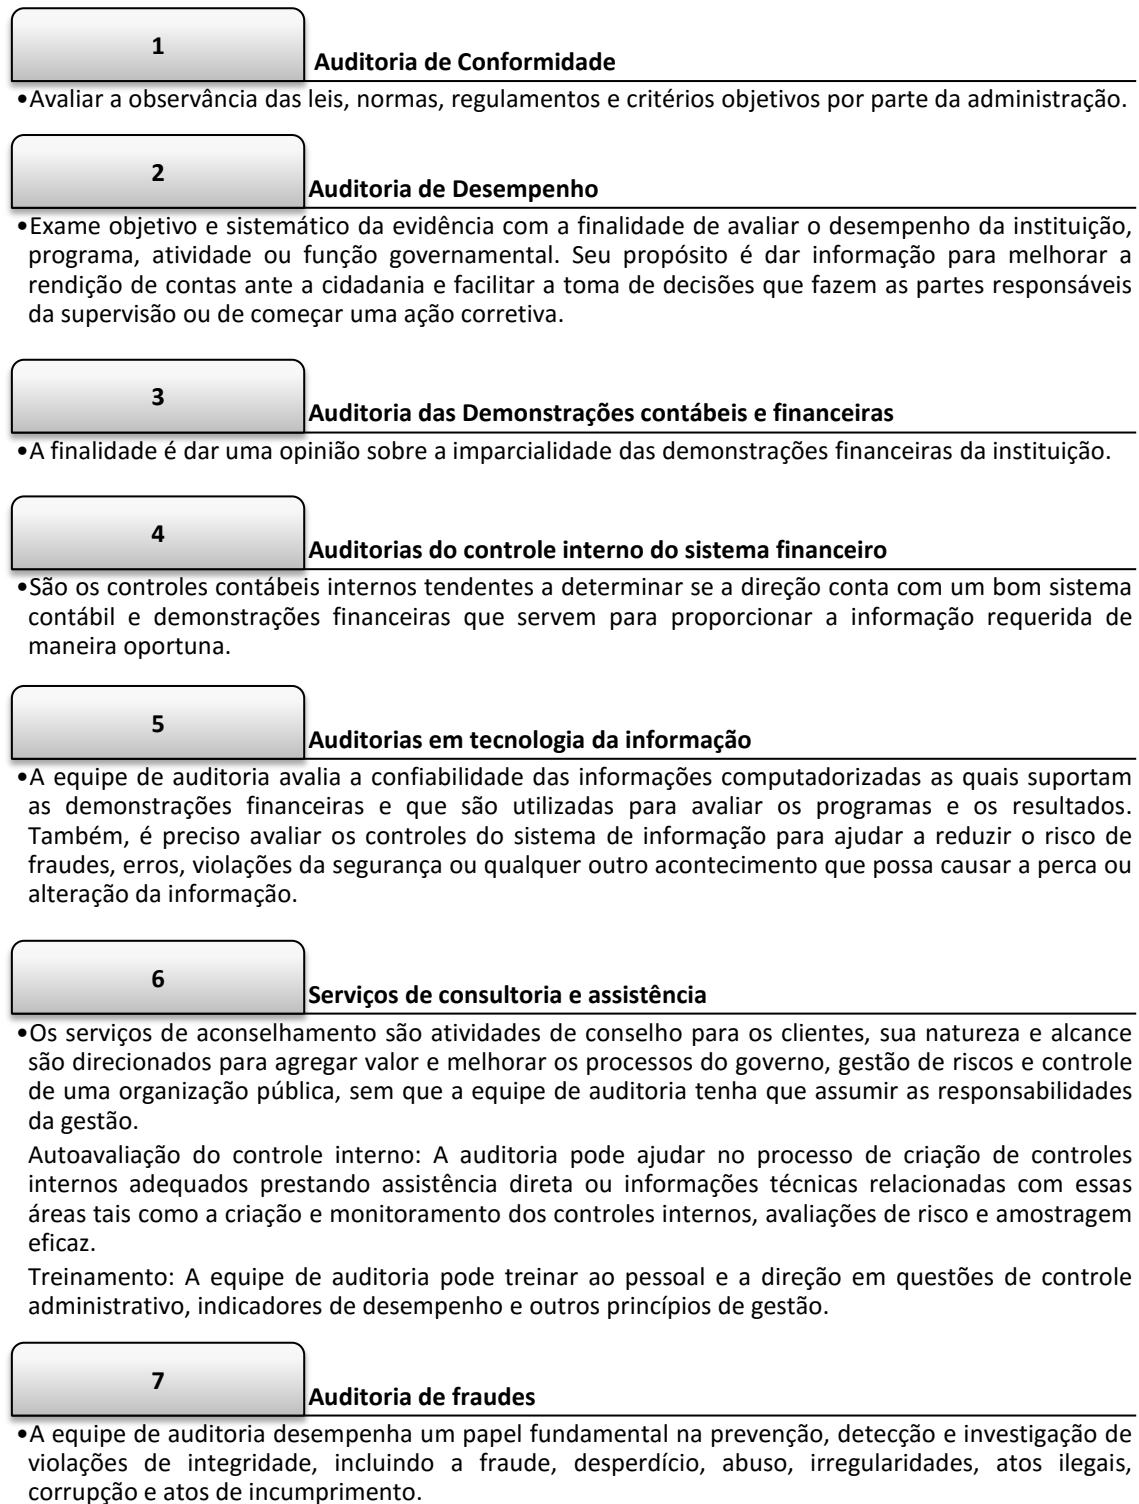 1
Auditoria de Conformidade
•Avaliar a observância das leis, normas, regulamentos e critérios objetivos por parte da administração.
2
Auditoria de Desempenho
•Exame objetivo e sistemático da evidência com a finalidade de avaliar o desempenho da instituição,
programa, atividade ou função governamental. Seu propósito é dar informação para melhorar a
rendição de contas ante a cidadania e facilitar a toma de decisões que fazem as partes responsáveis
da supervisão ou de começar uma ação corretiva.
3
Auditoria das Demonstrações contábeis e financeiras
•A finalidade é dar uma opinião sobre a imparcialidade das demonstrações financeiras da instituição.
4
Auditorias do controle interno do sistema financeiro
•São os controles contábeis internos tendentes a determinar se a direção conta com um bom sistema
contábil e demonstrações financeiras que servem para proporcionar a informação requerida de
maneira oportuna.
5
Auditorias em tecnologia da informação
•A equipe de auditoria avalia a confiabilidade das informações computadorizadas as quais suportam
as demonstrações financeiras e que são utilizadas para avaliar os programas e os resultados.
Também, é preciso avaliar os controles do sistema de informação para ajudar a reduzir o risco de
fraudes, erros, violações da segurança ou qualquer outro acontecimento que possa causar a perca ou
alteração da informação.
6
Serviços de consultoria e assistência
•Os serviços de aconselhamento são atividades de conselho para os clientes, sua natureza e alcance
são direcionados para agregar valor e melhorar os processos do governo, gestão de riscos e controle
de uma organização pública, sem que a equipe de auditoria tenha que assumir as responsabilidades
da gestão.
Autoavaliação do controle interno: A auditoria pode ajudar no processo de criação de controles
internos adequados prestando assistência direta ou informações técnicas relacionadas com essas
áreas tais como a criação e monitoramento dos controles internos, avaliações de risco e amostragem
eficaz.
Treinamento: A equipe de auditoria pode treinar ao pessoal e a direção em questões de controle
administrativo, indicadores de desempenho e outros princípios de gestão.
7
Auditoria de fraudes
•A equipe de auditoria desempenha um papel fundamental na prevenção, detecção e investigação de
violações de integridade, incluindo a fraude, desperdício, abuso, irregularidades, atos ilegais,
corrupção e atos de incumprimento.